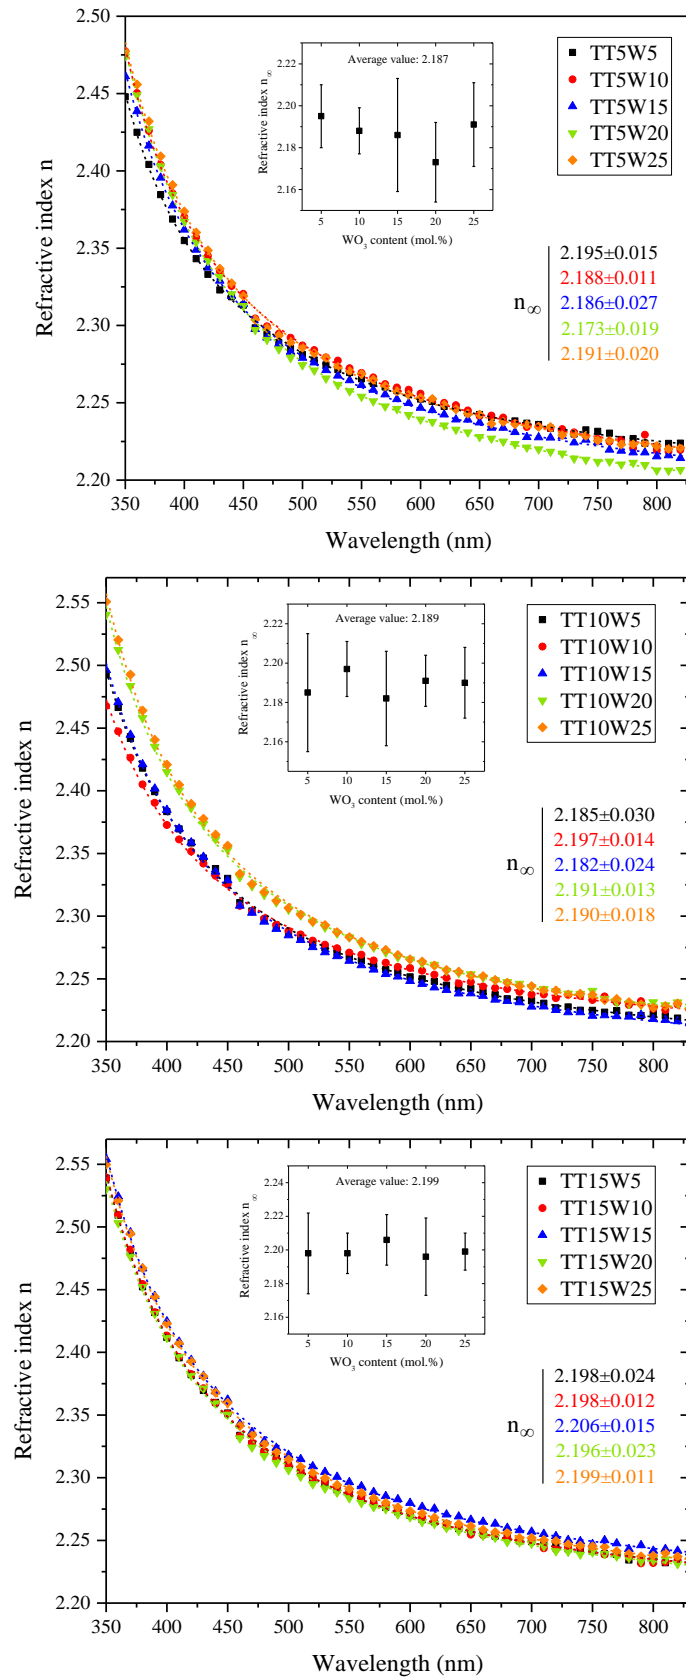 2.50
2.45
2.40
2.35
2.30
2.25
2.20
Refractive index n
350 400 450 500 550 600 650 700 750 800
Wavelength (nm)
Average value: 2.187
2.22
2.20
2.18
2.16
Refractive index n∞
5 10 15 20 25
WO₃ content (mol.%)
TT5W5
TT5W10
TT5W15
TT5W20
TT5W25
n∞
2.195±0.015
2.188±0.011
2.186±0.027
2.173±0.019
2.191±0.020
2.55
2.50
2.45
2.40
2.35
2.30
2.25
2.20
Refractive index n
350 400 450 500 550 600 650 700 750 800
Wavelength (nm)
Average value: 2.189
2.22
2.20
2.18
2.16
Refractive index n∞
5 10 15 20 25
WO₃ content (mol.%)
TT10W5
TT10W10
TT10W15
TT10W20
TT10W25
n∞
2.185±0.030
2.197±0.014
2.182±0.024
2.191±0.013
2.190±0.018
2.55
2.50
2.45
2.40
2.35
2.30
2.25
2.20
Refractive index n
350 400 450 500 550 600 650 700 750 800
Wavelength (nm)
Average value: 2.199
2.24
2.22
2.20
2.18
2.16
Refractive index n∞
5 10 15 20 25
WO₃ content (mol.%)
TT15W5
TT15W10
TT15W15
TT15W20
TT15W25
n∞
2.198±0.024
2.198±0.012
2.206±0.015
2.196±0.023
2.199±0.011